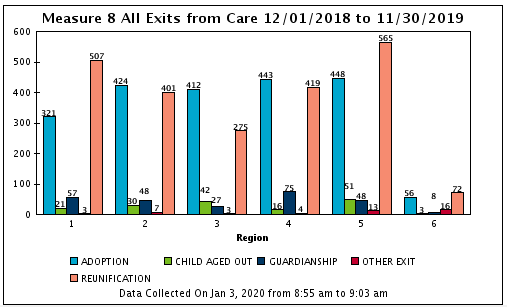 Measure 8 All Exits from Care 12/01/2018 to 11/30/2019
600
500
400
300
200
100
0
321 21 57 3 507
424 30 48 7 401
412 42 27 3 275
443 16 75 4 419
448 51 48 13 565
56 3 8 16 72
1 2 3 4 5 6
Region
ADOPTION CHILD AGED OUT GUARDIANSHIP OTHER EXIT
REUNIFICATION
Data Collected On Jan 3, 2020 from 8:55 am to 9:03 am